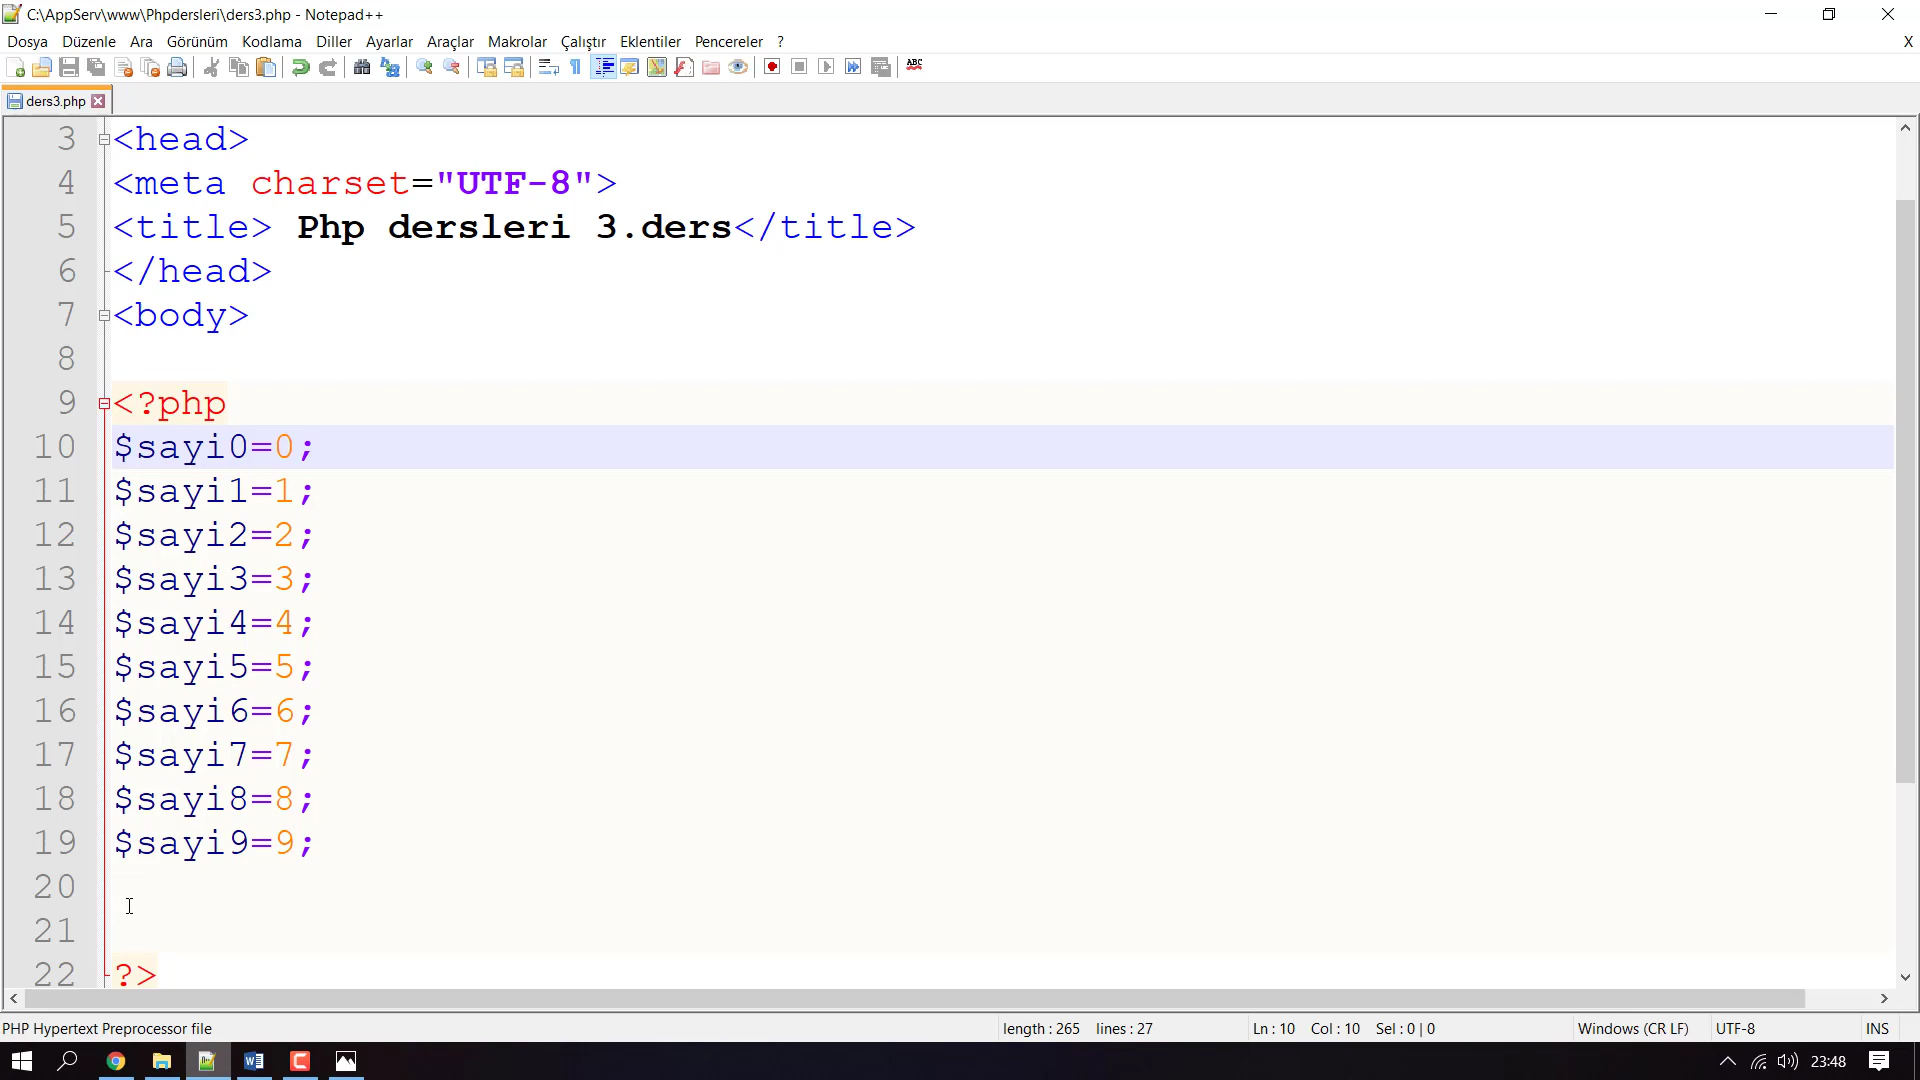 C:\AppServ\www\Phpdersleri\ders3.php - Notepad++
Dosya Düzenle Ara Görünüm Kodlama Diller Ayarlar Araçlar Makrolar Çalıştır Eklentiler Pencereler ? X
ABC
ders3.php
3 <head>
4 <meta charset="UTF-8">
5 <title> Php dersleri 3.ders</title>
6 </head>
7 <body>
8
9 <?php
10 $sayi0=0;
11 $sayi1=1;
12 $sayi2=2;
13 $sayi3=3;
14 $sayi4=4;
15 $sayi5=5;
16 $sayi6=6;
17 $sayi7=7;
18 $sayi8=8;
19 $sayi9=9;
20
21
22 ?>
PHP Hypertext Preprocessor file length : 265 lines : 27 Ln : 10 Col : 10 Sel : 0 | 0 Windows (CR LF) UTF-8 INS
23:48